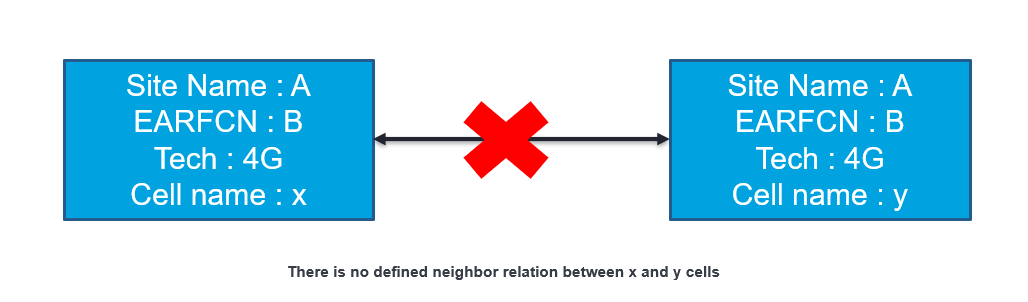 Site Name : A
EARFCN : B
Tech : 4G
Cell name : x
Site Name : A
EARFCN : B
Tech : 4G
Cell name : y
There is no defined neighbor relation between x and y cells